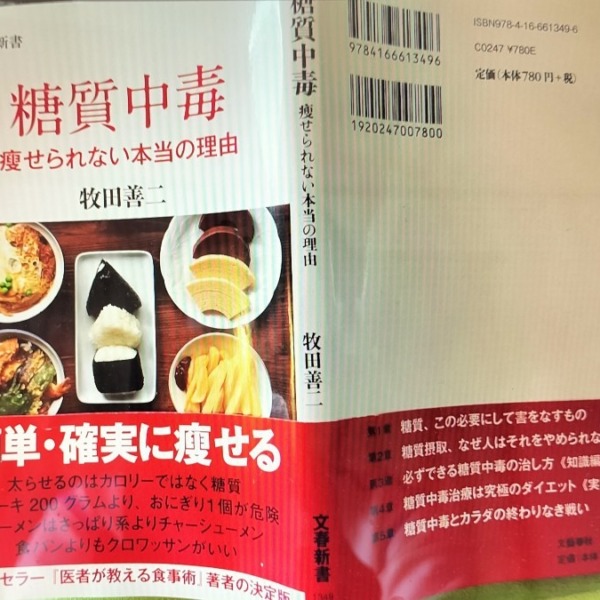 新書
糖質中毒
痩せられない本当の理由
牧田善二
単・確実に痩せる
太らせるのはカロリーではなく糖質
ーキ200グラムより、おにぎり1個が危険
ーメンはさっぱり系よりチャーシューメン
食パンよりもクロワッサンがいい
セラー『医者が教える食事術』著者の決定版
糖質中毒 痩せられない本当の理由
牧田善二
文春新書
1349
ISBN978-4-16-661349-6
C0247 ¥780E
定価(本体780円+税)
9784166613496
1920247007800
第1章 糖質、この必要にして害をなすもの
第2章 糖質摂取、なぜ人はそれをやめられな
第3章 必ずできる糖質中毒の治し方《知識編
第4章 糖質中毒治療は究極のダイエット《実
第5章 糖質中毒とカラダの終わりなき戦い
文藝春秋
定価(本体